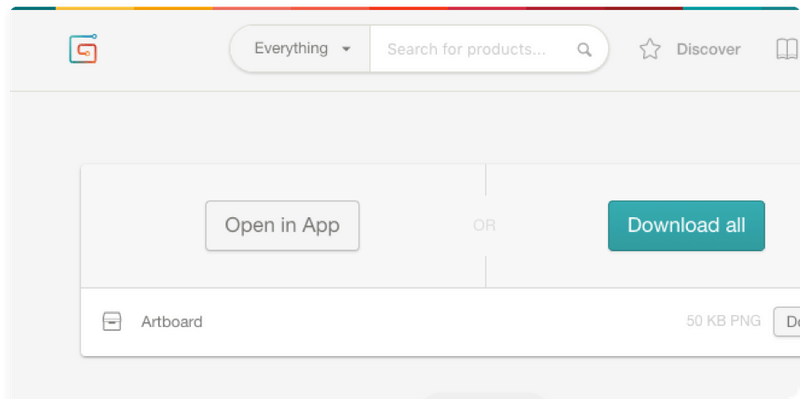 Everything Search for products... Discover
Open in App OR Download all
Artboard 50 KB PNG